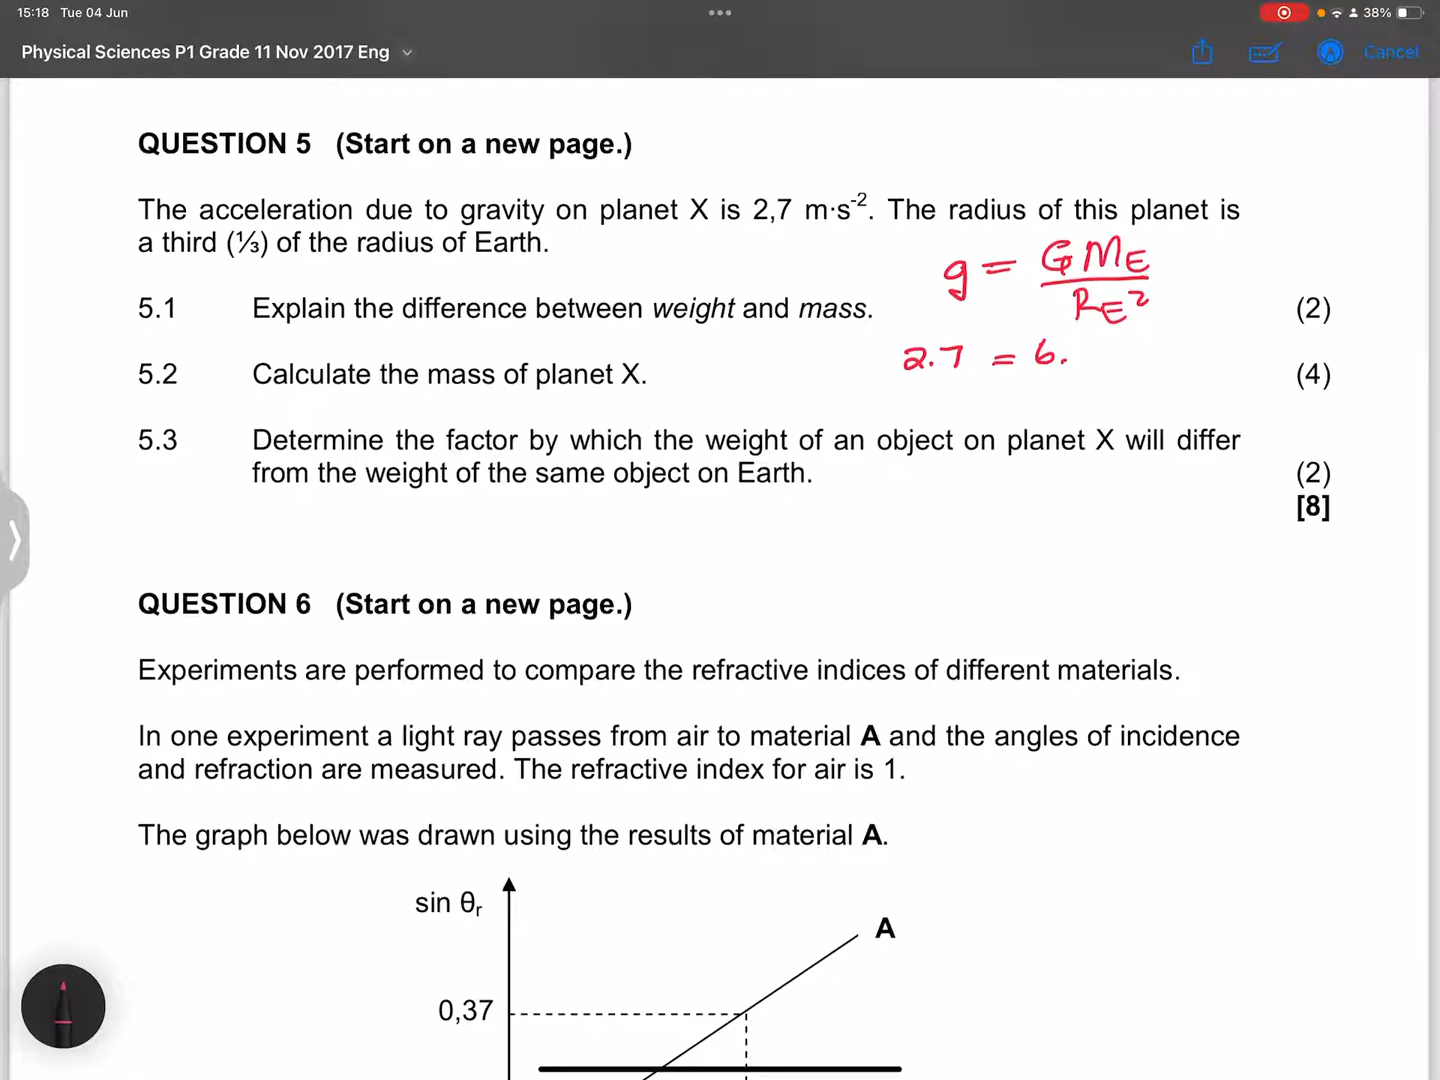 15:18 Tue 04 Jun
38%
Physical Sciences P1 Grade 11 Nov 2017 Eng
Cancel
QUESTION 5 (Start on a new page.)
The acceleration due to gravity on planet X is 2,7 m·s⁻². The radius of this planet is
a third (⅓) of the radius of Earth.
g = GME / RE²
5.1 Explain the difference between weight and mass. (2)
2.7 = 6.
5.2 Calculate the mass of planet X. (4)
5.3 Determine the factor by which the weight of an object on planet X will differ
from the weight of the same object on Earth. (2)
[8]
QUESTION 6 (Start on a new page.)
Experiments are performed to compare the refractive indices of different materials.
In one experiment a light ray passes from air to material A and the angles of incidence
and refraction are measured. The refractive index for air is 1.
The graph below was drawn using the results of material A.
sin θr
A
0,37